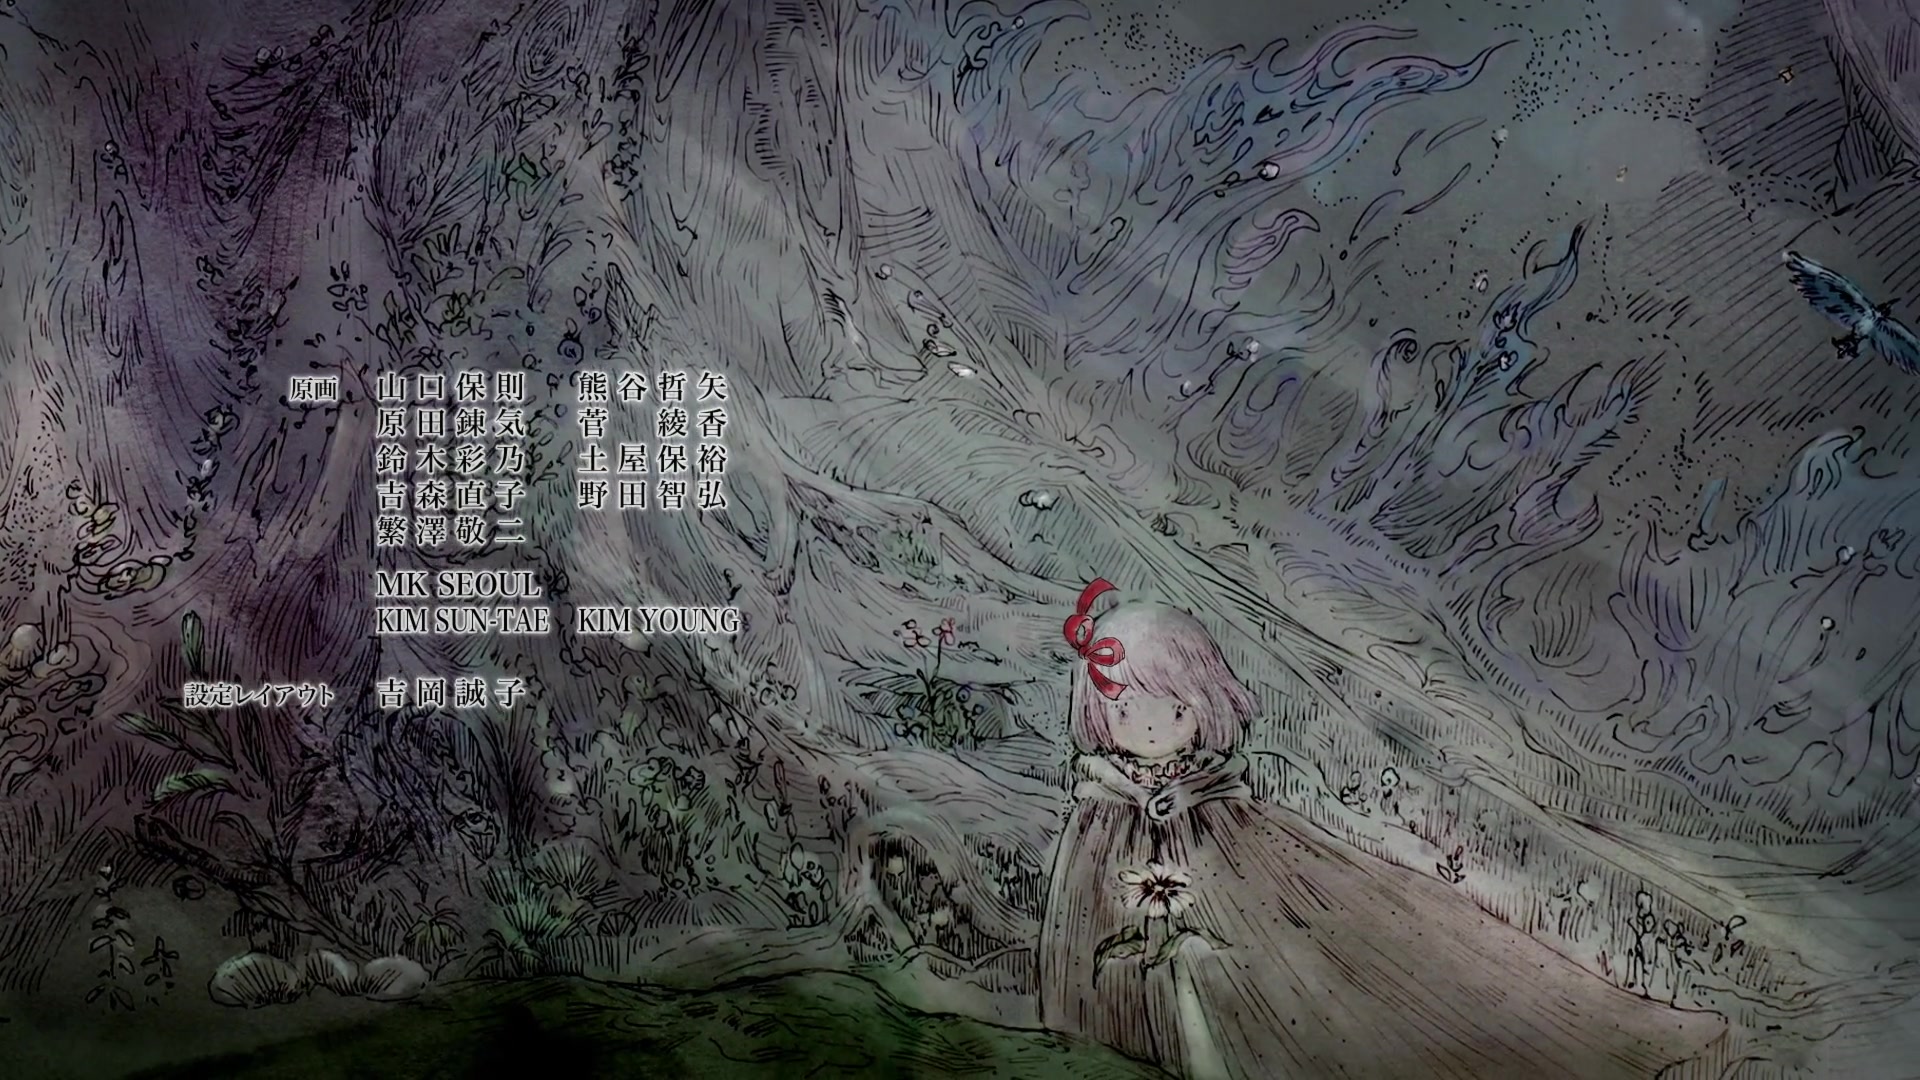 原画 山口保則 熊谷哲矢
原田錬気 菅 綾香
鈴木彩乃 土屋保裕
吉森直子 野田智弘
繁澤敬二
MK SEOUL
KIM SUN-TAE KIM YOUNG
設定レイアウト 吉岡誠子